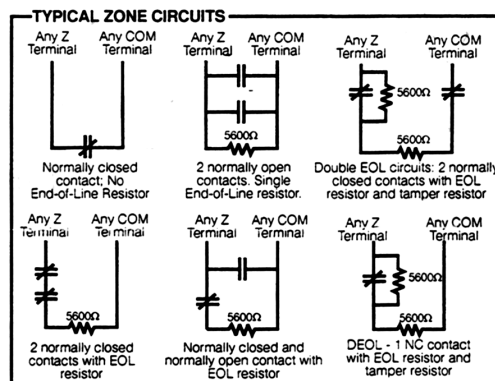 TYPICAL ZONE CIRCUITS
Any Z Terminal
Any COM Terminal
Normally closed
contact; No
End-of-Line Resistor
Any Z Terminal
Any COM Terminal
5600Ω
2 normally open
contacts. Single
End-of-Line resistor.
Any Z Terminal
Any COM Terminal
5600Ω
5600Ω
Double EOL circuits: 2 normally
closed contacts with EOL
resistor and tamper resistor
Any Z Terminal
Any COM Terminal
5600Ω
2 normally closed
contacts with EOL
resistor
Any Z Terminal
Any COM Terminal
5600Ω
Normally closed and
normally open contact with
EOL resistor
Any Z Terminal
Any COM Terminal
5600Ω
5600Ω
DEOL - 1 NC contact
with EOL resistor and
tamper resistor